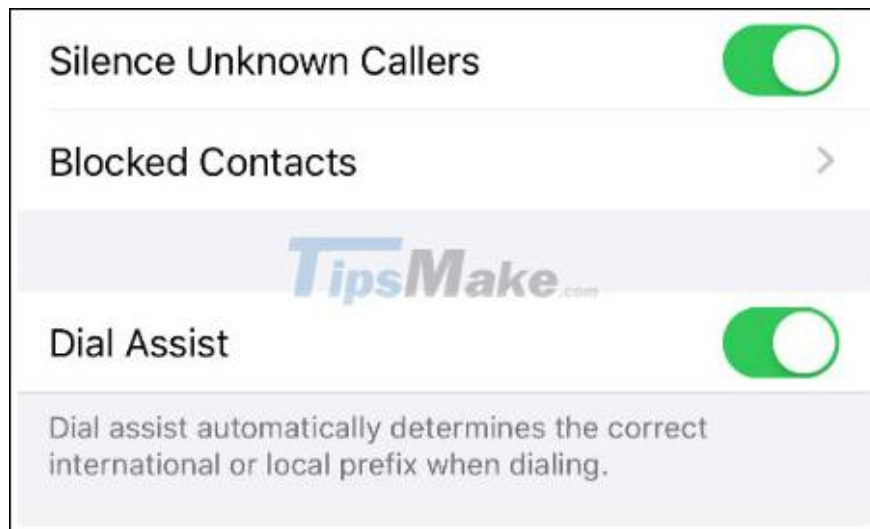 Silence Unknown Callers
Blocked Contacts
TipsMake.com
Dial Assist
Dial assist automatically determines the correct
international or local prefix when dialing.